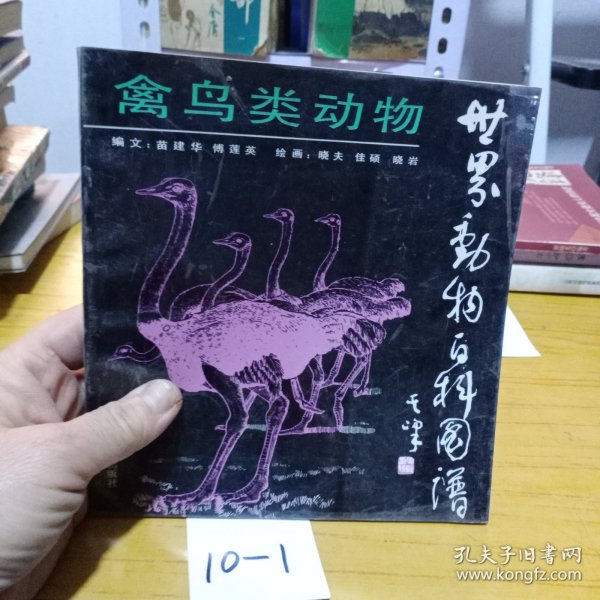 禽鸟类动物
编文：苗建华 傅莲英 绘画：晓夫 佳硕 晓岩
世界動物百科图谱
10-1
孔夫子旧书网
www.kongfz.com